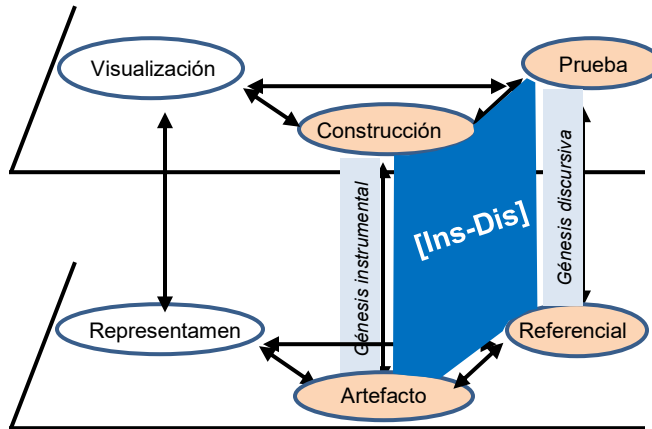 Visualización
Prueba
Construcción
Génesis instrumental
[Ins-Dis]
Génesis discursiva
Representamen
Referencial
Artefacto